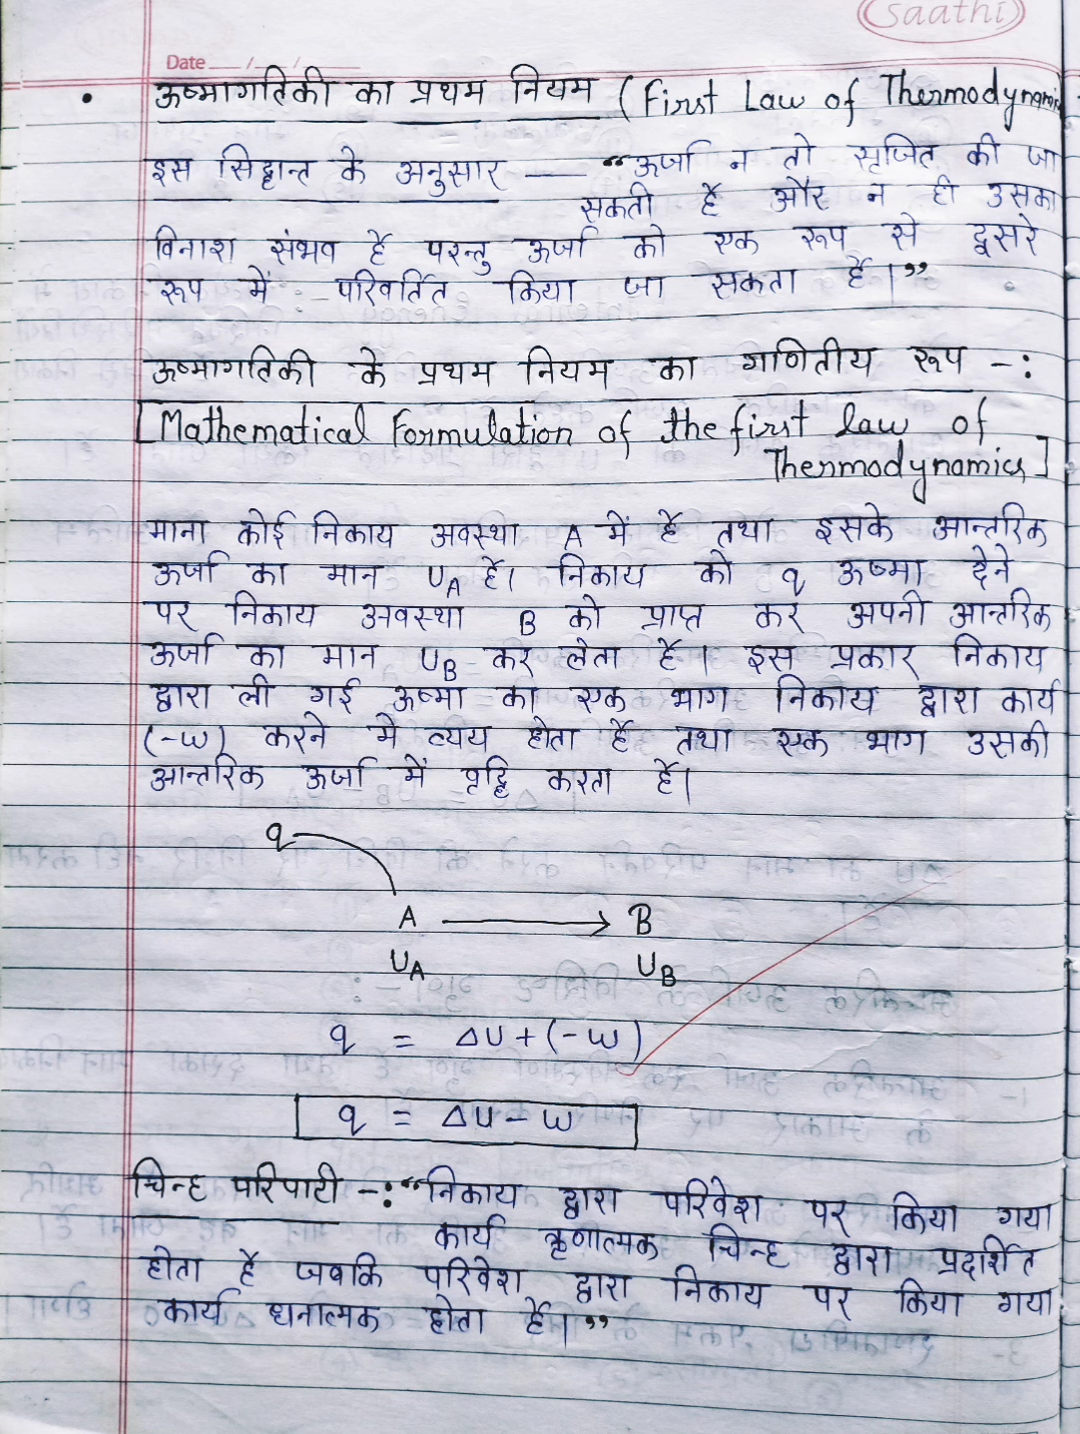 Saathi
Date __/__/__
• ऊष्मागतिकी का प्रथम नियम (First Law of Thermodynamic
इस सिद्धान्त के अनुसार — “ऊर्जा न तो सृजित की जा
सकती है और न ही उसका
विनाश संभव है परन्तु ऊर्जा को एक रूप से दूसरे
रूप में परिवर्तित किया जा सकता है।”
ऊष्मागतिकी के प्रथम नियम का गणितीय रूप -:
[Mathematical Formulation of the first law of
Thermodynamics]
माना कोई निकाय अवस्था A में है तथा इसके आन्तरिक
ऊर्जा का मान U_A है। निकाय को q ऊष्मा देने
पर निकाय अवस्था B को प्राप्त कर अपनी आन्तरिक
ऊर्जा का मान U_B कर लेता है। इस प्रकार निकाय
द्वारा ली गई ऊष्मा का एक भाग निकाय द्वारा कार्य
(-w) करने मे व्यय होता है तथा एक भाग उसकी
आन्तरिक ऊर्जा में वृद्धि करता है।
q
A → B
U_A U_B
q = ΔU + (-w)
q = ΔU - w
चिन्ह परिपाटी -: “निकाय द्वारा परिवेश पर किया गया
कार्य ऋणात्मक चिन्ह द्वारा प्रदर्शित
होता है जबकि परिवेश द्वारा निकाय पर किया गया
कार्य धनात्मक होता है।”